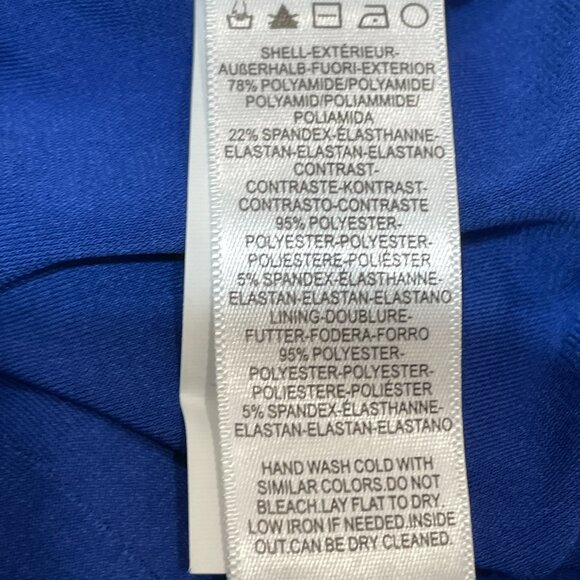 SHELL-EXTÉRIEUR-
AUßERHALB-FUORI-EXTERIOR
78% POLYAMIDE/POLYAMIDE/
POLYAMID/POLIAMMIDE/
POLIAMIDA
22% SPANDEX-ÉLASTHANNE-
ELASTAN-ELASTAN-ELASTANO
CONTRAST-
CONTRASTE-KONTRAST-
CONTRASTO-CONTRASTE
95% POLYESTER-
POLYESTER-POLYESTER-
POLIESTERE-POLIÉSTER
5% SPANDEX-ÉLASTHANNE-
ELASTAN-ELASTAN-ELASTANO
LINING-DOUBLURE-
FUTTER-FODERA-FORRO
95% POLYESTER-
POLYESTER-POLYESTER-
POLIESTERE-POLIÉSTER
5% SPANDEX-ÉLASTHANNE-
ELASTAN-ELASTAN-ELASTANO
HAND WASH COLD WITH
SIMILAR COLORS.DO NOT
BLEACH.LAY FLAT TO DRY
LOW IRON IF NEEDED.INSIDE
OUT.CAN BE DRY CLEANED.